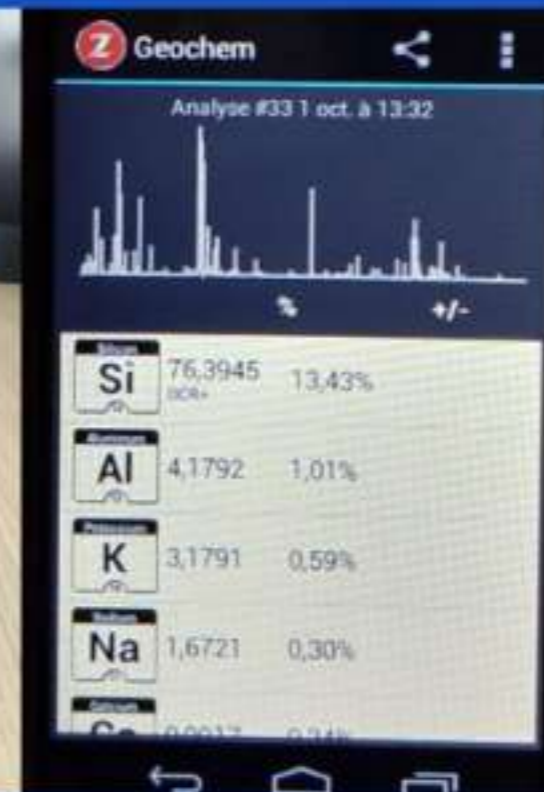 Z Geochem
Analyse #33 1 oct. à 13:32
% +/-
Si 76,3945 13,43%
Al 4,1792 1,01%
K 3,1791 0,59%
Na 1,6721 0,30%